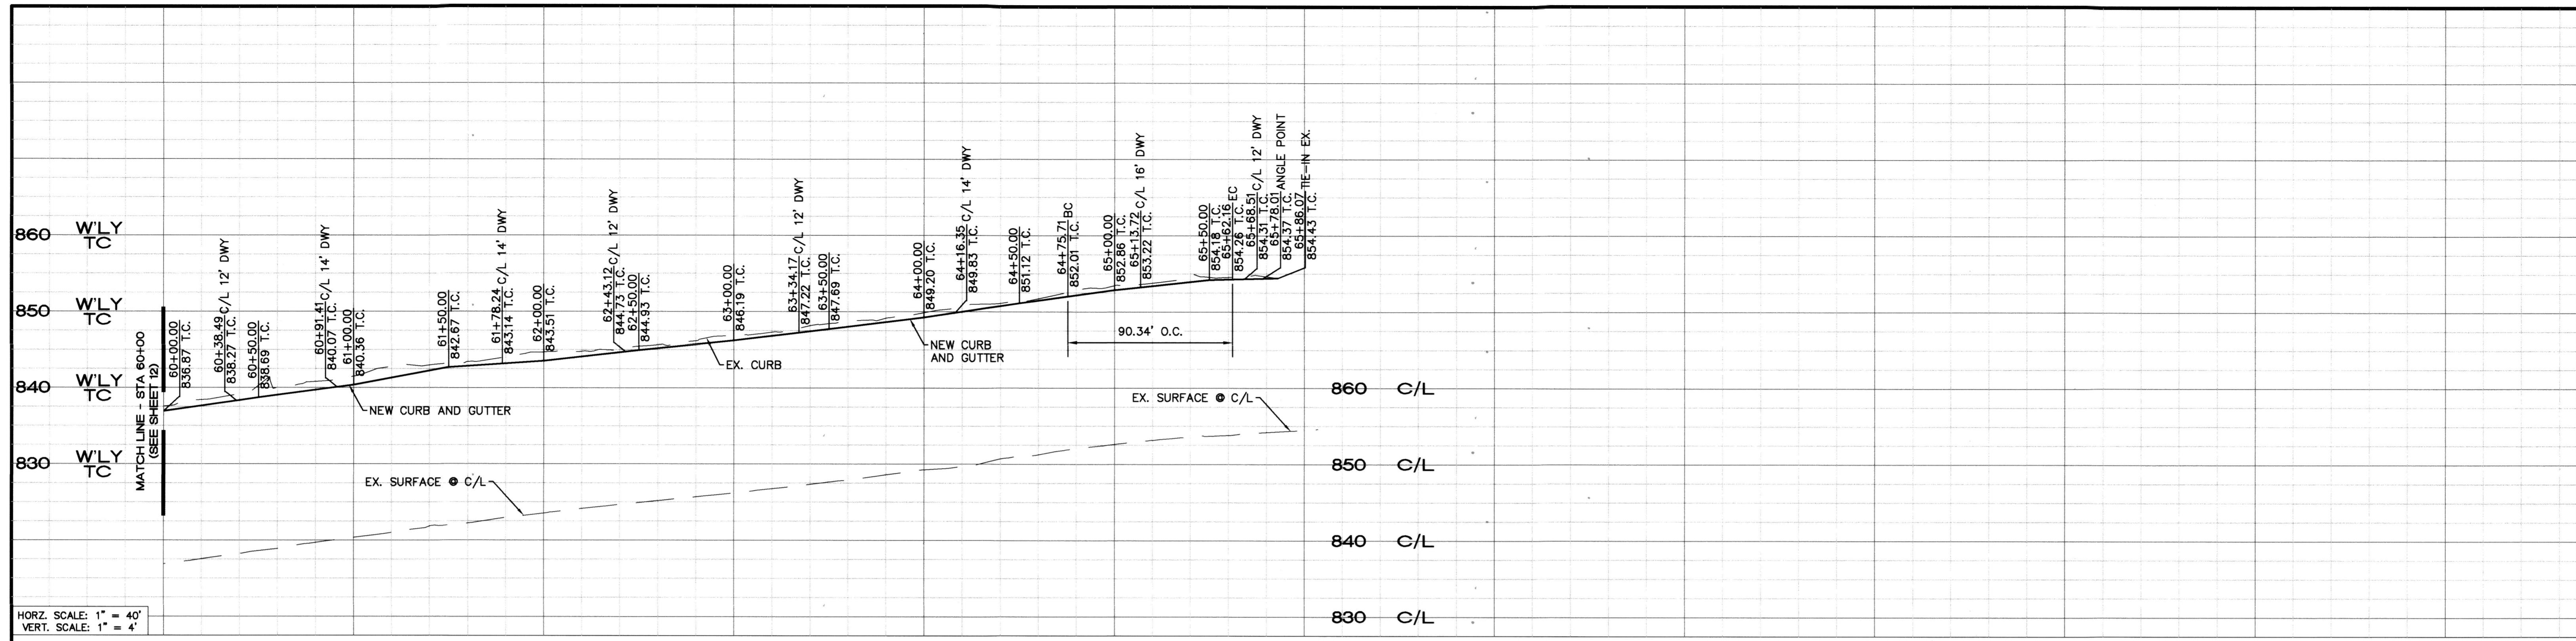 860 W'LY TC
850 W'LY TC
840 W'LY TC
830 W'LY TC
MATCH LINE - STA 60+00
(SEE SHEET 12)
60+00.00
836.87 T.C.
60+38.49 C/L 12' DWY
838.27 T.C.
60+50.00
838.69 T.C.
60+91.41 C/L 14' DWY
840.07 T.C.
61+00.00
840.36 T.C.
61+50.00
842.67 T.C.
61+78.24 C/L 14' DWY
843.14 T.C.
62+00.00
843.51 T.C.
62+43.12 C/L 12' DWY
844.73 T.C.
62+50.00
844.93 T.C.
63+00.00
846.19 T.C.
63+34.17 C/L 12' DWY
847.22 T.C.
63+50.00
847.69 T.C.
64+00.00
849.20 T.C.
64+16.35 C/L 14' DWY
849.83 T.C.
64+50.00
851.12 T.C.
64+75.71 BC
852.01 T.C.
65+00.00
852.86 T.C.
65+13.72 C/L 16' DWY
853.22 T.C.
65+50.00
854.18 T.C.
65+62.16 EC
854.26 T.C.
65+68.51 C/L 12' DWY
854.31 T.C.
65+78.01 ANGLE POINT
854.37 T.C.
65+86.07 TIE-IN EX.
854.43 T.C.
90.34' O.C.
NEW CURB
AND GUTTER
EX. CURB
NEW CURB AND GUTTER
EX. SURFACE @ C/L
EX. SURFACE @ C/L
860 C/L
850 C/L
840 C/L
830 C/L
HORZ. SCALE: 1" = 40'
VERT. SCALE: 1" = 4'